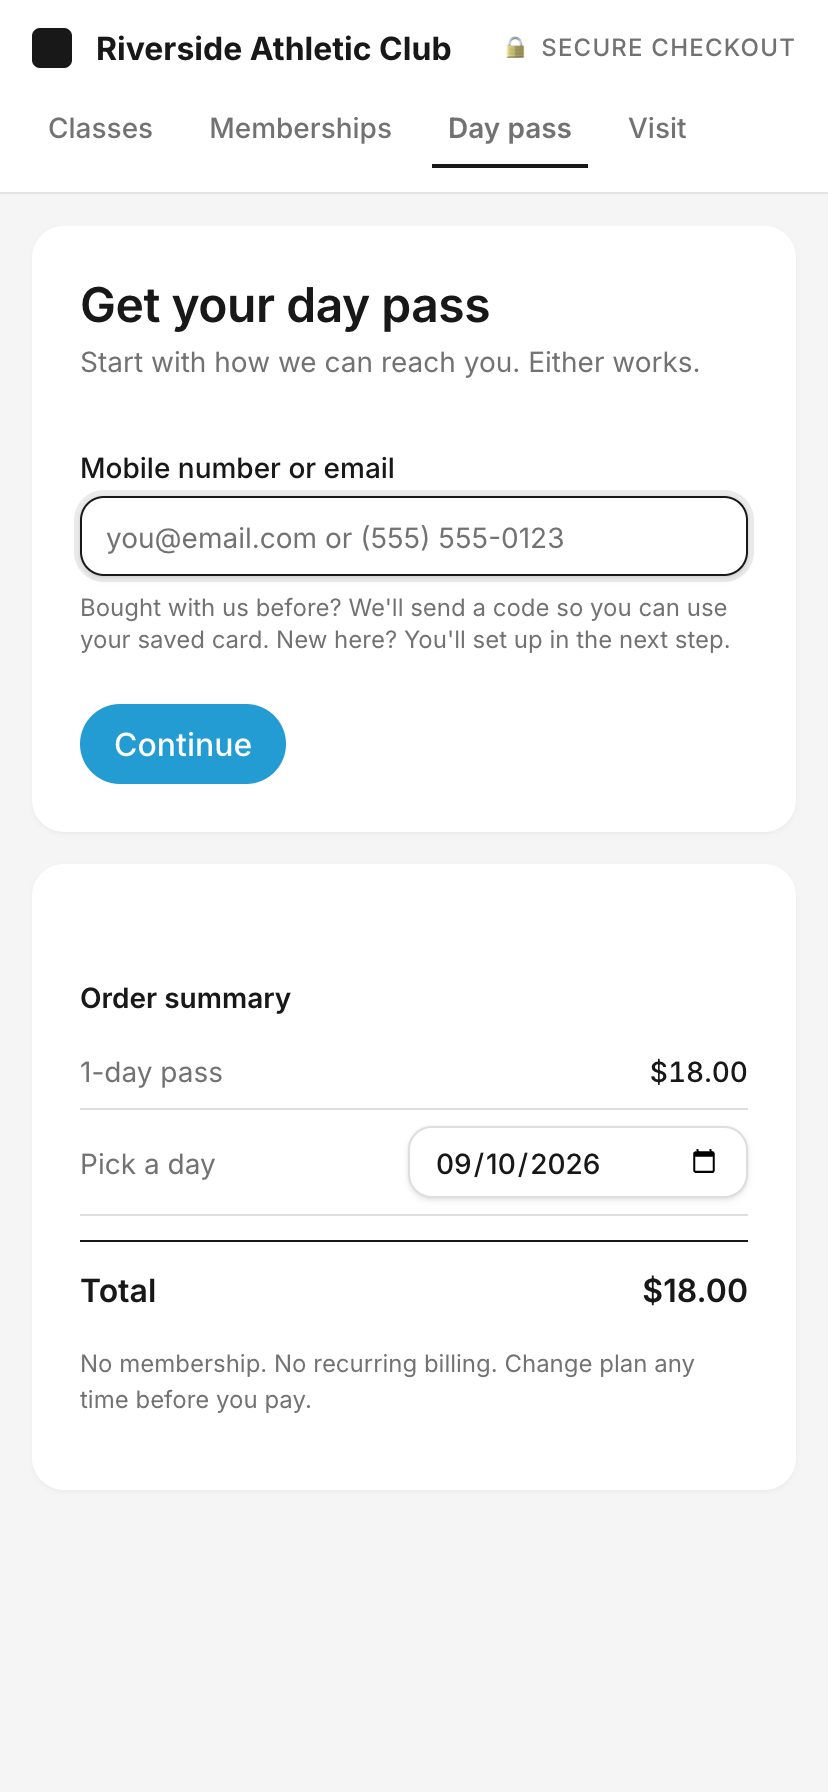 Riverside Athletic Club
SECURE CHECKOUT
Classes Memberships Day pass Visit
Get your day pass
Start with how we can reach you. Either works.
Mobile number or email
you@email.com or (555) 555-0123
Bought with us before? We'll send a code so you can use
your saved card. New here? You'll set up in the next step.
Continue
Order summary
1-day pass $18.00
Pick a day 09/10/2026
Total $18.00
No membership. No recurring billing. Change plan any
time before you pay.